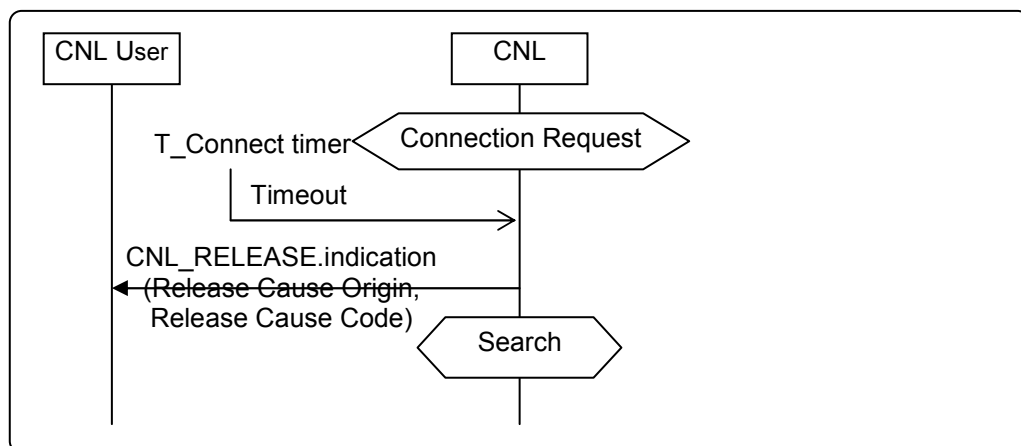 CNL User
CNL
Connection Request
T_Connect timer
Timeout
CNL_RELEASE.indication
(Release Cause Origin,
Release Cause Code)
Search